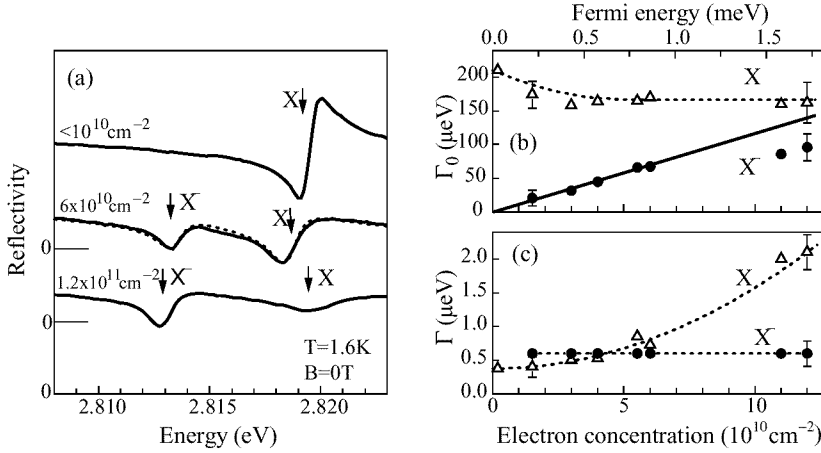 (a)
X
<10¹⁰cm⁻²
6x10¹⁰cm⁻²
X⁻
X
0
1.2x10¹¹cm⁻²
X⁻
X
0
T=1.6K
B=0T
0
2.810 2.815 2.820
Energy (eV)
Reflectivity
Fermi energy (meV)
0.0 0.5 1.0 1.5
200
150
100
50
0
Γ₀ (μeV)
X
(b)
X⁻
(c)
2.0
1.5
1.0
0.5
0.0
Γ (μeV)
X
X⁻
0 5 10
Electron concentration (10¹⁰cm⁻²)